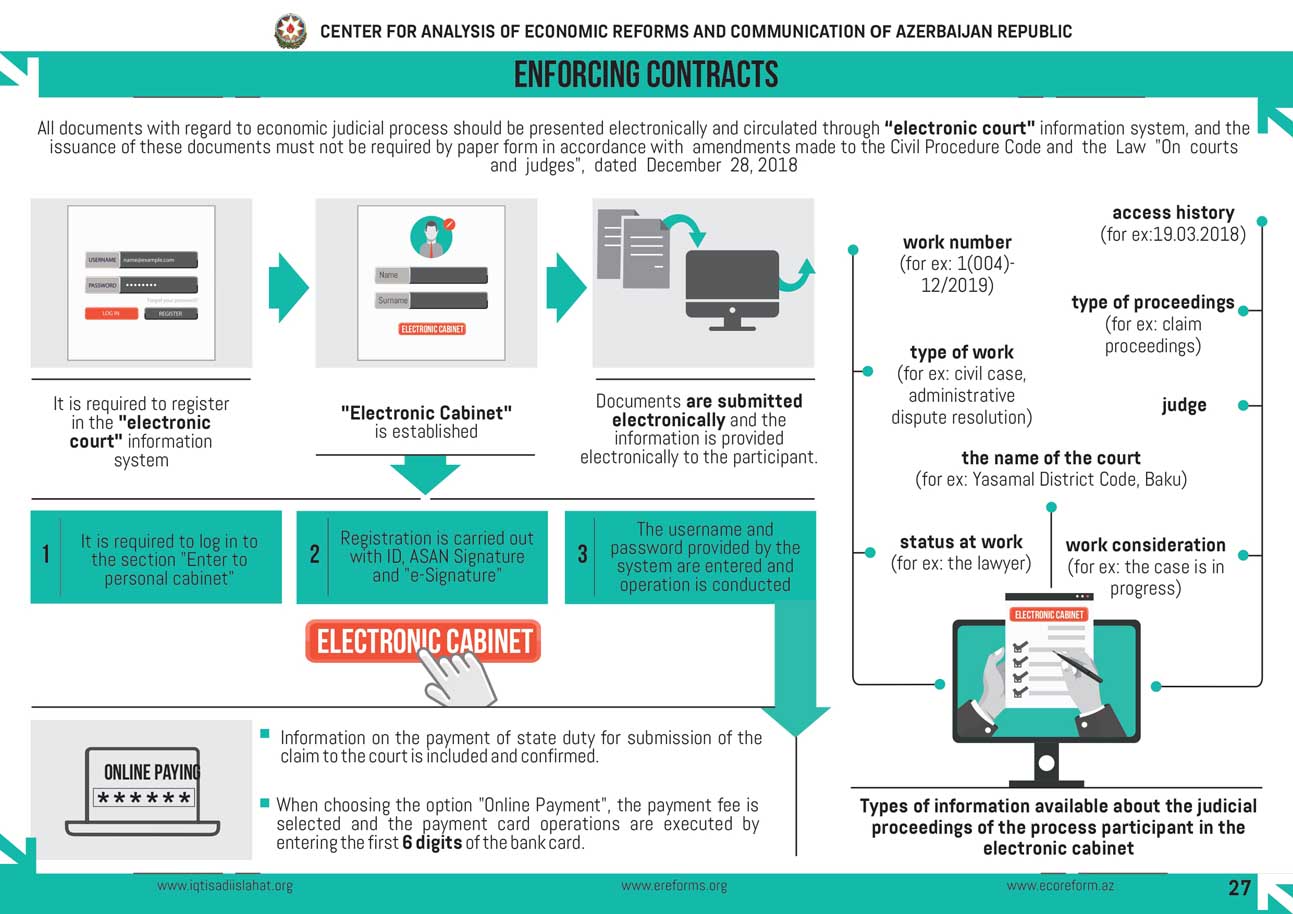 CENTER FOR ANALYSIS OF ECONOMIC REFORMS AND COMMUNICATION OF AZERBAIJAN REPUBLIC
ENFORCING CONTRACTS
All documents with regard to economic judicial process should be presented electronically and circulated through “electronic court" information system, and the
issuance of these documents must not be required by paper form in accordance with amendments made to the Civil Procedure Code and the Law "On courts
and judges", dated December 28, 2018
USERNAME name@example.com
PASSWORD ********
Forgot your password?
LOG IN REGISTER
It is required to register
in the "electronic
court" information
system
Name
Surname
ELECTRONIC CABINET
"Electronic Cabinet"
is established
Documents are submitted
electronically and the
information is provided
electronically to the participant.
1
It is required to log in to
the section "Enter to
personal cabinet"
2
Registration is carried out
with ID, ASAN Signature
and "e-Signature"
3
The username and
password provided by the
system are entered and
operation is conducted
ELECTRONIC CABINET
ONLINE PAYING
******
Information on the payment of state duty for submission of the
claim to the court is included and confirmed.
When choosing the option "Online Payment", the payment fee is
selected and the payment card operations are executed by
entering the first 6 digits of the bank card.
work number
(for ex: 1(004)-
12/2019)
type of work
(for ex: civil case,
administrative
dispute resolution)
access history
(for ex:19.03.2018)
type of proceedings
(for ex: claim
proceedings)
judge
the name of the court
(for ex: Yasamal District Code, Baku)
status at work
(for ex: the lawyer)
work consideration
(for ex: the case is in
progress)
ELECTRONIC CABINET
Types of information available about the judicial
proceedings of the process participant in the
electronic cabinet
www.iqtisadiislahat.org
www.ereforms.org
www.ecoreform.az
27